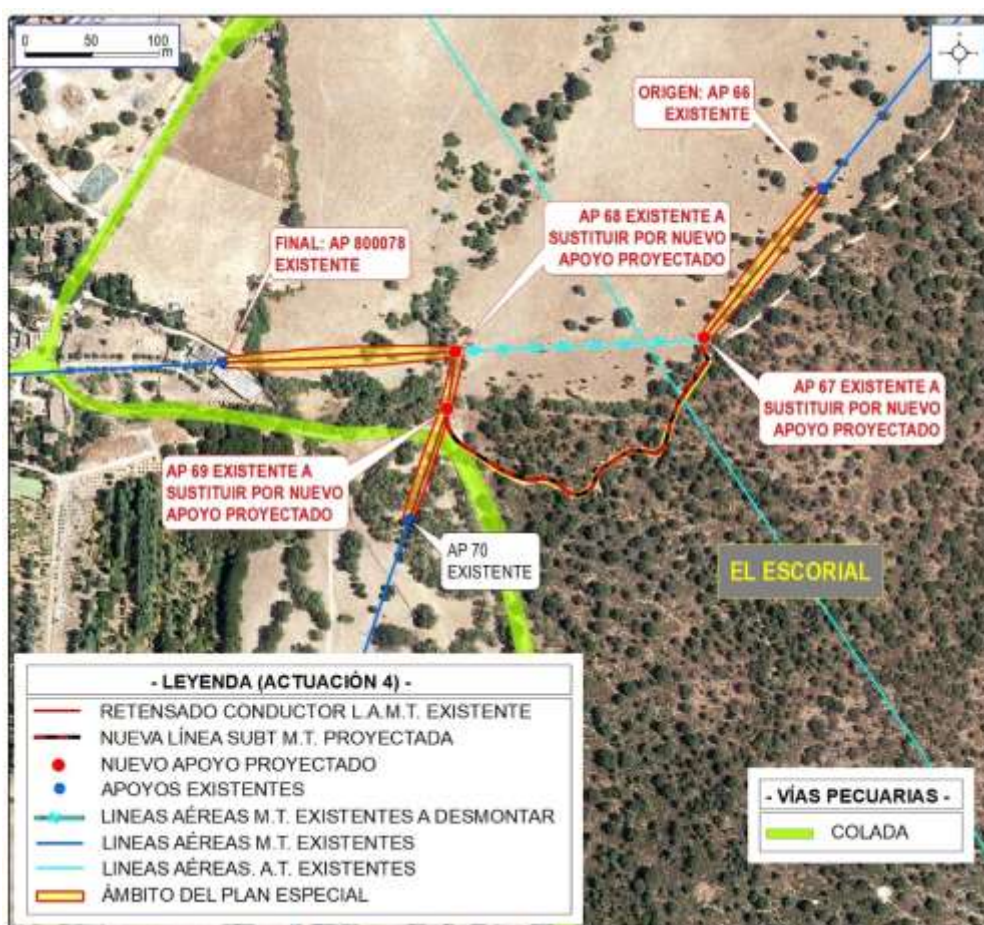 0 50 100
m
ORIGEN: AP 66
EXISTENTE
AP 68 EXISTENTE A
SUSTITUIR POR NUEVO
APOYO PROYECTADO
FINAL: AP 800078
EXISTENTE
AP 67 EXISTENTE A
SUSTITUIR POR NUEVO
APOYO PROYECTADO
AP 69 EXISTENTE A
SUSTITUIR POR NUEVO
APOYO PROYECTADO
AP 70
EXISTENTE
EL ESCORIAL
- LEYENDA (ACTUACIÓN 4) -
RETENSADO CONDUCTOR L.A.M.T. EXISTENTE
NUEVA LÍNEA SUBT M.T. PROYECTADA
NUEVO APOYO PROYECTADO
APOYOS EXISTENTES
LINEAS AÉREAS M.T. EXISTENTES A DESMONTAR
LINEAS AÉREAS M.T. EXISTENTES
LINEAS AÉREAS. A.T. EXISTENTES
ÁMBITO DEL PLAN ESPECIAL
- VÍAS PECUARIAS -
COLADA